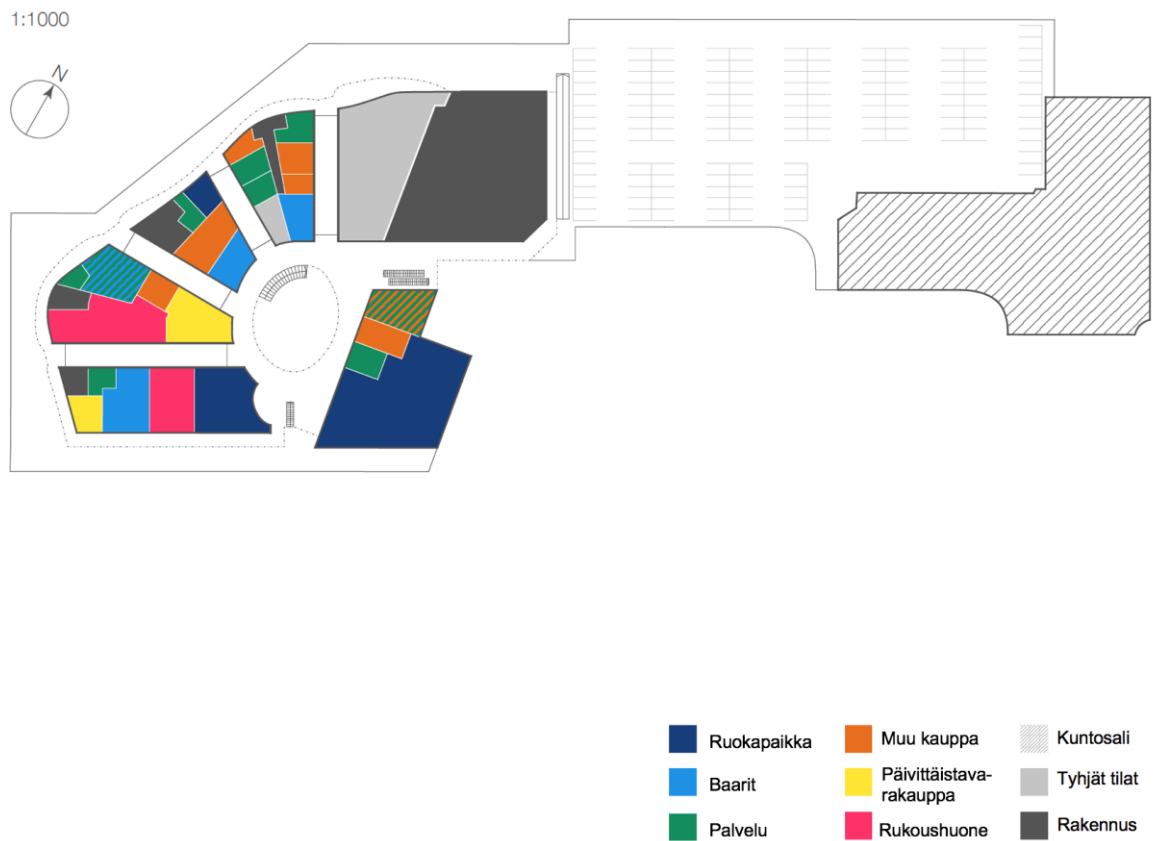 1:1000
N
Ruokapaikka
Baarit
Palvelu
Muu kauppa
Päivittäistava-
rakauppa
Rukoushuone
Kuntosali
Tyhjät tilat
Rakennus